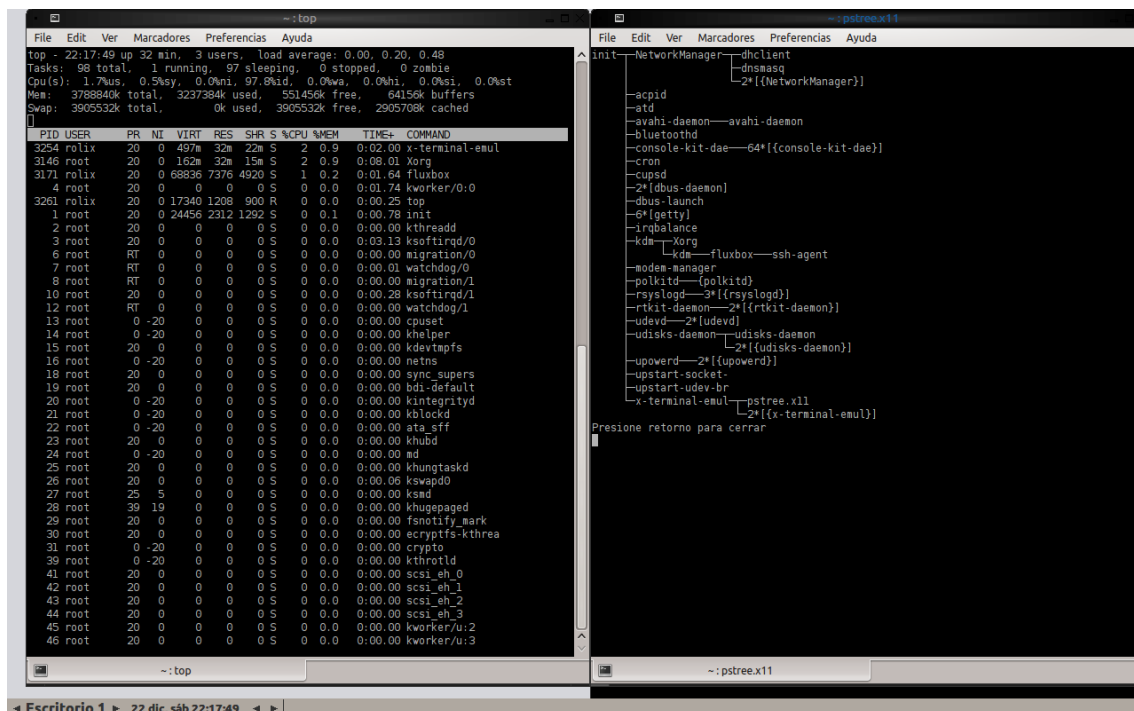 ~ : top
File Edit Ver Marcadores Preferencias Ayuda
top - 22:17:49 up 32 min, 3 users, load average: 0.00, 0.20, 0.48
Tasks: 98 total, 1 running, 97 sleeping, 0 stopped, 0 zombie
Cpu(s): 1.7%us, 0.5%sy, 0.0%ni, 97.8%id, 0.0%wa, 0.0%hi, 0.0%si, 0.0%st
Mem: 3788840k total, 3237384k used, 551456k free, 64156k buffers
Swap: 3905532k total, 0k used, 3905532k free, 2905708k cached
PID USER PR NI VIRT RES SHR S %CPU %MEM TIME+ COMMAND
3254 rolix 20 0 497m 32m 22m S 2 0.9 0:02.00 x-terminal-emul
3146 root 20 0 162m 32m 15m S 2 0.9 0:08.01 Xorg
3171 rolix 20 0 68836 7376 4920 S 1 0.2 0:01.64 fluxbox
4 root 20 0 0 0 0 S 0 0.0 0:01.74 kworker/0:0
3261 rolix 20 0 17340 1208 900 R 0 0.0 0:00.25 top
1 root 20 0 24456 2312 1292 S 0 0.1 0:00.78 init
2 root 20 0 0 0 0 S 0 0.0 0:00.00 kthreadd
3 root 20 0 0 0 0 S 0 0.0 0:03.13 ksoftirqd/0
6 root RT 0 0 0 0 S 0 0.0 0:00.00 migration/0
7 root RT 0 0 0 0 S 0 0.0 0:00.01 watchdog/0
8 root RT 0 0 0 0 S 0 0.0 0:00.00 migration/1
10 root 20 0 0 0 0 S 0 0.0 0:00.28 ksoftirqd/1
12 root RT 0 0 0 0 S 0 0.0 0:00.00 watchdog/1
13 root 0 -20 0 0 0 S 0 0.0 0:00.00 cpuset
14 root 0 -20 0 0 0 S 0 0.0 0:00.00 khelper
15 root 20 0 0 0 0 S 0 0.0 0:00.00 kdevtmpfs
16 root 0 -20 0 0 0 S 0 0.0 0:00.00 netns
18 root 20 0 0 0 0 S 0 0.0 0:00.00 sync_supers
19 root 20 0 0 0 0 S 0 0.0 0:00.00 bdi-default
20 root 0 -20 0 0 0 S 0 0.0 0:00.00 kintegrityd
21 root 0 -20 0 0 0 S 0 0.0 0:00.00 kblockd
22 root 0 -20 0 0 0 S 0 0.0 0:00.00 ata_sff
23 root 20 0 0 0 0 S 0 0.0 0:00.00 khubd
24 root 0 -20 0 0 0 S 0 0.0 0:00.00 md
25 root 20 0 0 0 0 S 0 0.0 0:00.00 khungtaskd
26 root 20 0 0 0 0 S 0 0.0 0:00.06 kswapd0
27 root 25 5 0 0 0 S 0 0.0 0:00.00 ksmd
28 root 39 19 0 0 0 S 0 0.0 0:00.00 khugepaged
29 root 20 0 0 0 0 S 0 0.0 0:00.00 fsnotify_mark
30 root 20 0 0 0 0 S 0 0.0 0:00.00 ecryptfs-kthrea
31 root 0 -20 0 0 0 S 0 0.0 0:00.00 crypto
39 root 0 -20 0 0 0 S 0 0.0 0:00.00 kthrotld
41 root 20 0 0 0 0 S 0 0.0 0:00.00 scsi_eh_0
42 root 20 0 0 0 0 S 0 0.0 0:00.00 scsi_eh_1
43 root 20 0 0 0 0 S 0 0.0 0:00.00 scsi_eh_2
44 root 20 0 0 0 0 S 0 0.0 0:00.00 scsi_eh_3
45 root 20 0 0 0 0 S 0 0.0 0:00.00 kworker/u:2
46 root 20 0 0 0 0 S 0 0.0 0:00.00 kworker/u:3
~ : top
~ : pstree.x11
File Edit Ver Marcadores Preferencias Ayuda
init─┬─NetworkManager─┬─dhclient
├─dnsmasq
└─2*[{NetworkManager}]
├─acpid
├─atd
├─avahi-daemon───avahi-daemon
├─bluetoothd
├─console-kit-dae───64*[{console-kit-dae}]
├─cron
├─cupsd
├─2*[dbus-daemon]
├─dbus-launch
├─6*[getty]
├─irqbalance
├─kdm─┬─Xorg
└─kdm───fluxbox───ssh-agent
├─modem-manager
├─polkitd───{polkitd}
├─rsyslogd───3*[{rsyslogd}]
├─rtkit-daemon───2*[{rtkit-daemon}]
├─udevd───2*[udevd]
├─udisks-daemon─┬─udisks-daemon
└─2*[{udisks-daemon}]
├─upowerd───2*[{upowerd}]
├─upstart-socket-
├─upstart-udev-br
└─x-terminal-emul─┬─pstree.x11
└─2*[{x-terminal-emul}]
Presione retorno para cerrar
~ : pstree.x11
Escritorio 1 22 dic, sáb 22:17:49